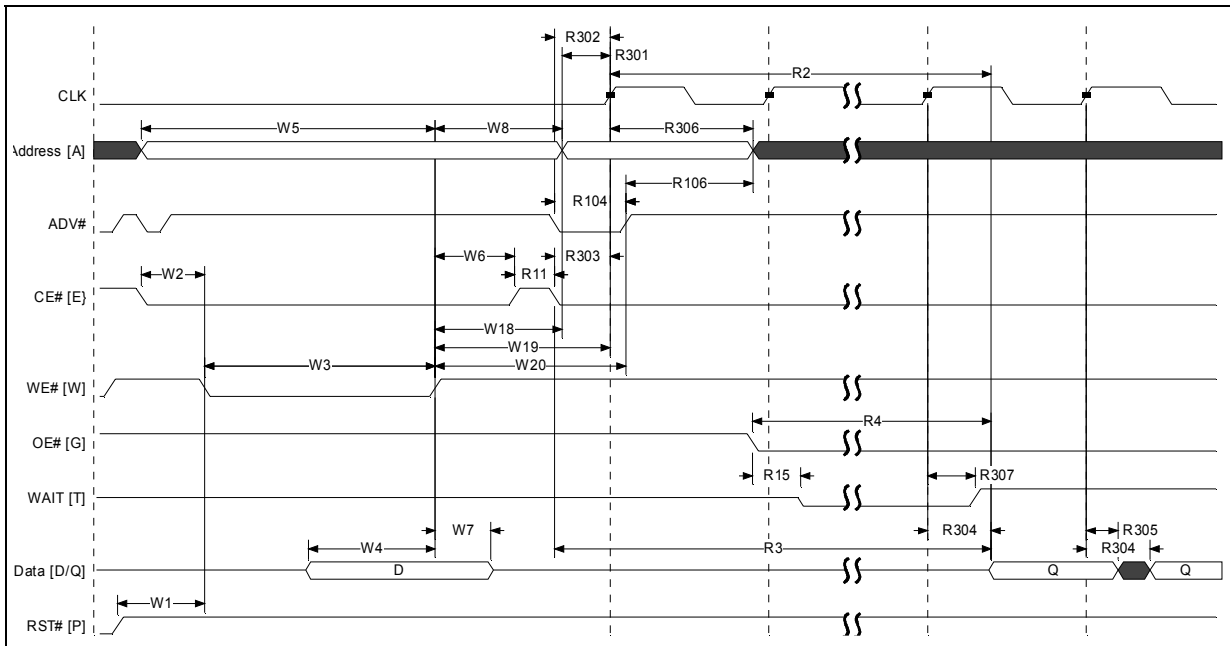 R302
R301
R2
CLK
W5
W8
R306
Address [A]
R106
R104
ADV#
W6
R303
R11
W2
CE# [E}
W18
W19
W3
W20
WE# [W]
R4
OE# [G]
R15
R307
WAIT [T]
W7
R304
R305
W4
R3
R304
Data [D/Q]
D
Q
Q
W1
RST# [P]